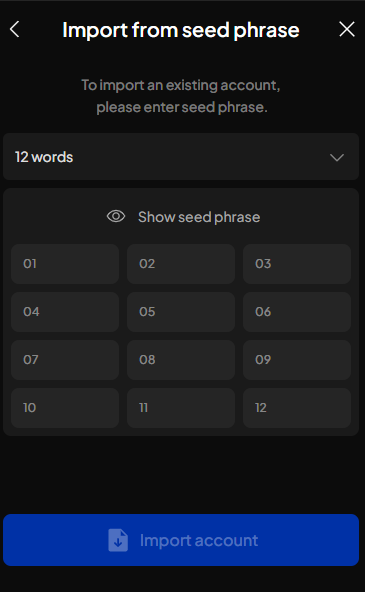 Import from seed phrase
To import an existing account,
please enter seed phrase.
12 words
Show seed phrase
01 02 03
04 05 06
07 08 09
10 11 12
Import account